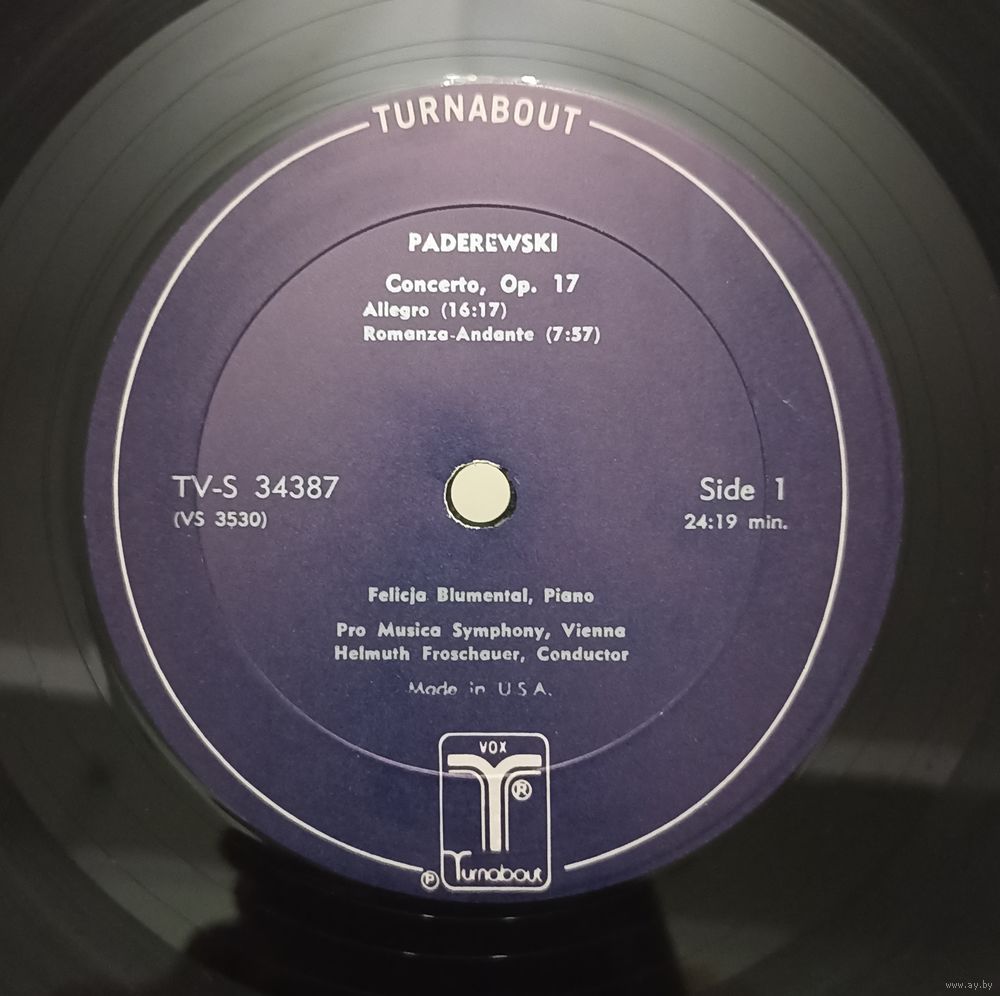 TURNABOUT
PADEREWSKI
Concerto, Op. 17
Allegro (16:17)
Romanza-Andante (7:57)
TV-S 34387
(VS 3530)
Side 1
24:19 min.
Felicja Blumental, Piano
Pro Musica Symphony, Vienna
Helmuth Froschauer, Conductor
Made in U.S.A.
VOX
®
Turnabout
℗
www.ay.by